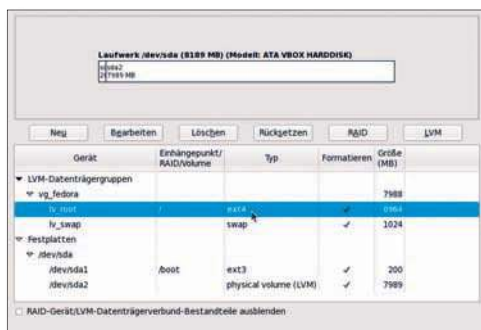 Laufwerk /dev/sda (8189 MB) (Modell: ATA VBOX HARDDISK)
sda2
7989 MB
Neu Bearbeiten Löschen Rücksetzen RAID LVM
Gerät Einhängepunkt/ RAID/Volume Typ Formatieren Größe (MB)
LVM-Datenträgergruppen
vg_fedora 7988
lv_root / ext4 6964
lv_swap swap 1024
Festplatten
/dev/sda
/dev/sda1 /boot ext3 200
/dev/sda2 physical volume (LVM) 7989
RAID-Gerät/LVM-Datenträgerverbund-Bestandteile ausblenden